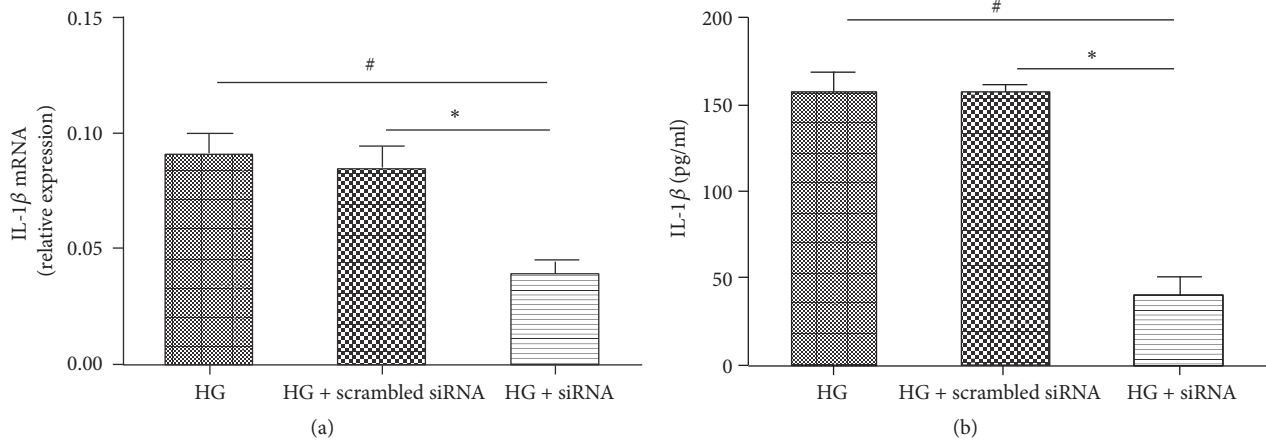 0.15
0.10
0.05
0.00
IL-1β mRNA
(relative expression)
#
*
HG
HG + scrambled siRNA
HG + siRNA
(a)
200
150
100
50
0
IL-1β (pg/ml)
#
*
HG
HG + scrambled siRNA
HG + siRNA
(b)